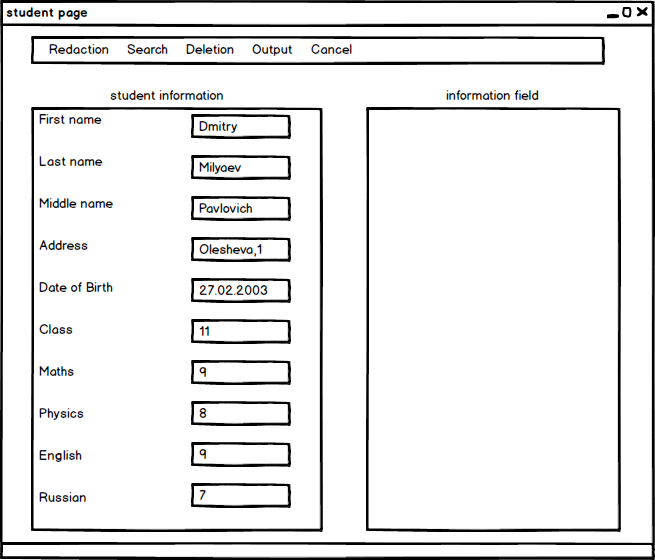 student page
Redaction Search Deletion Output Cancel
student information
information field
First name Dmitry
Last name Milyaev
Middle name Pavlovich
Address Olesheva,1
Date of Birth 27.02.2003
Class 11
Maths 9
Physics 8
English 9
Russian 7